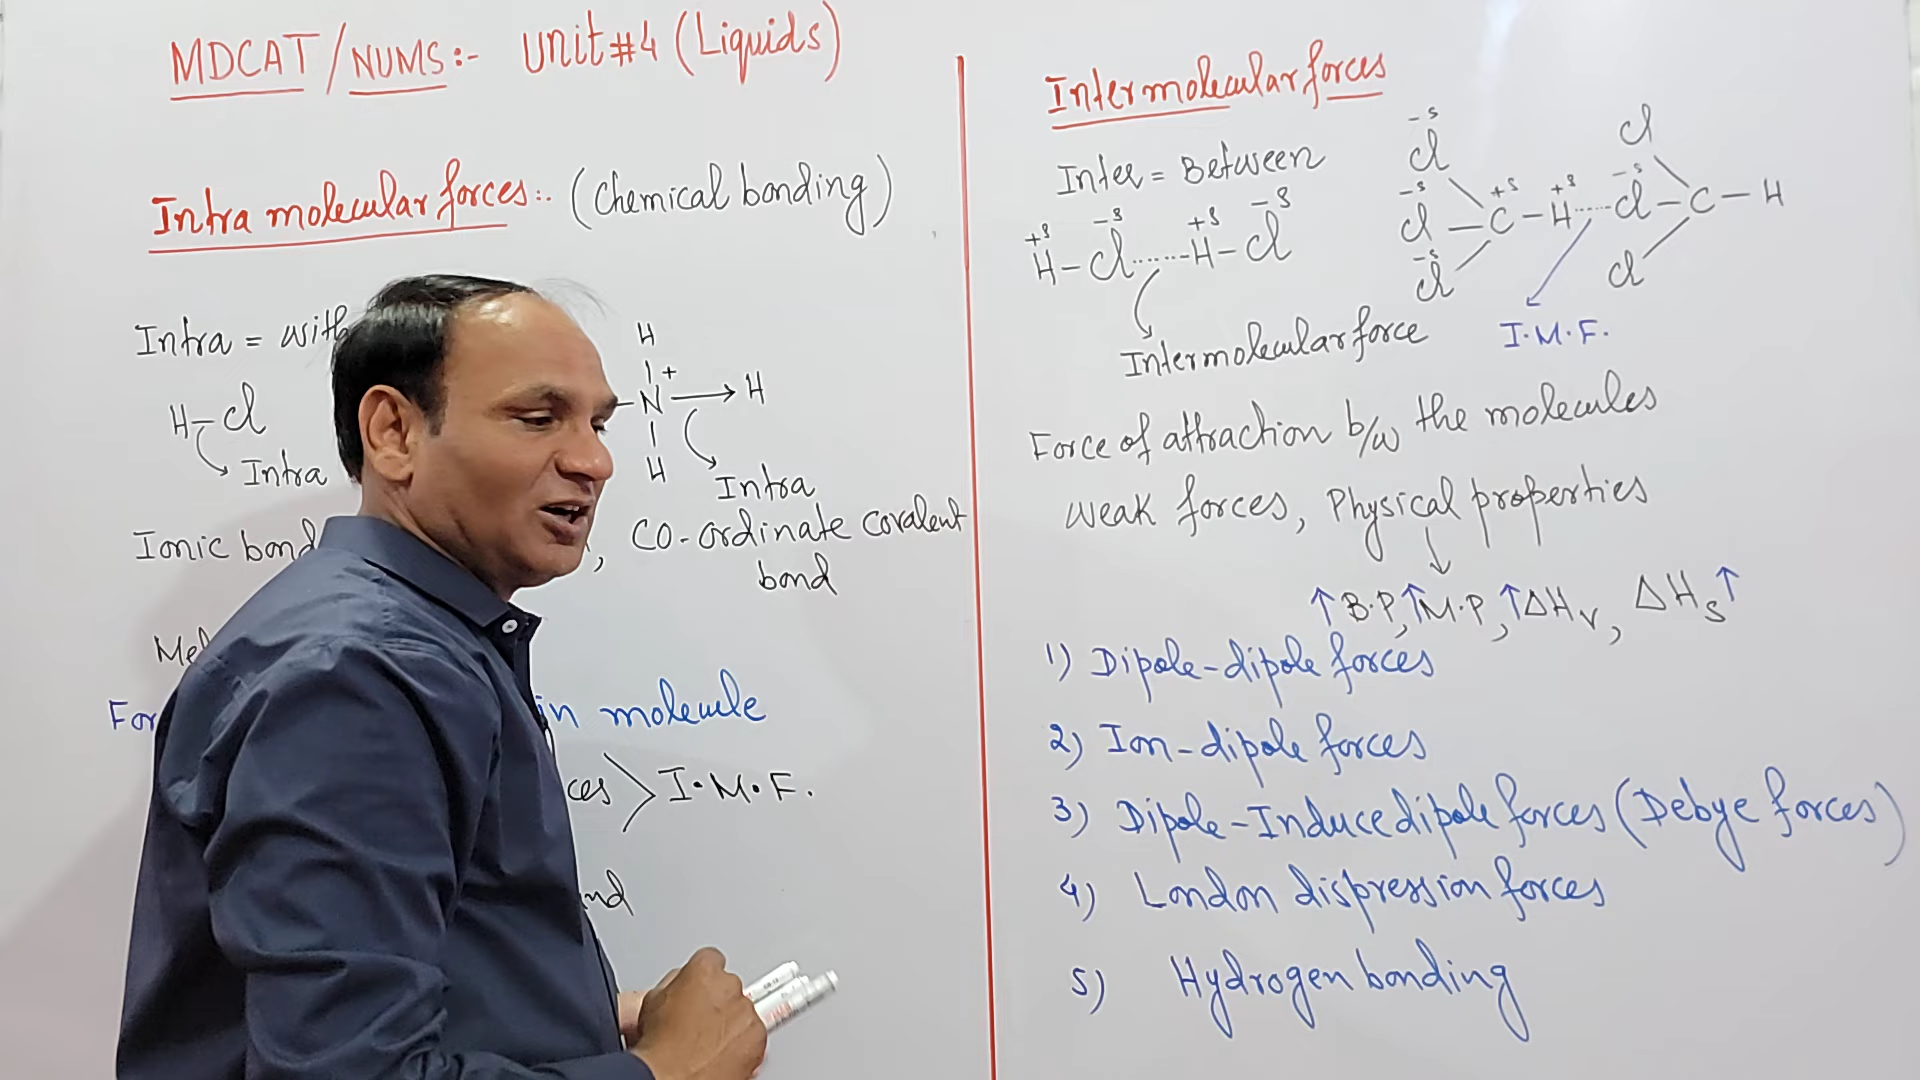 MDCAT/NUMS:- Unit#4 (Liquids)
Intra molecular forces:. (Chemical bonding)
Intra =
H
H-Cl
N + → H
H
Intra
Intra
Ionic bond , CO-ordinate covalent
bond
in molecule
> I.M.F.
Intermolecular forces
Inter = Between
+δ -δ +δ -δ
H-Cl......H-Cl
Intermolecular force
-δ
Cl
-δ +δ +δ -δ
Cl-C-H......Cl-C-H
-δ
Cl
Cl
Cl
I.M.F.
Force of attraction b/w the molecules
Weak forces, Physical properties
↑B.P, ↑M.P, ↑ΔHv, ΔHs↑
1) Dipole-dipole forces
2) Ion-dipole forces
3) Dipole-Induce dipole forces (Debye forces)
4) London dispression forces
5) Hydrogen bonding